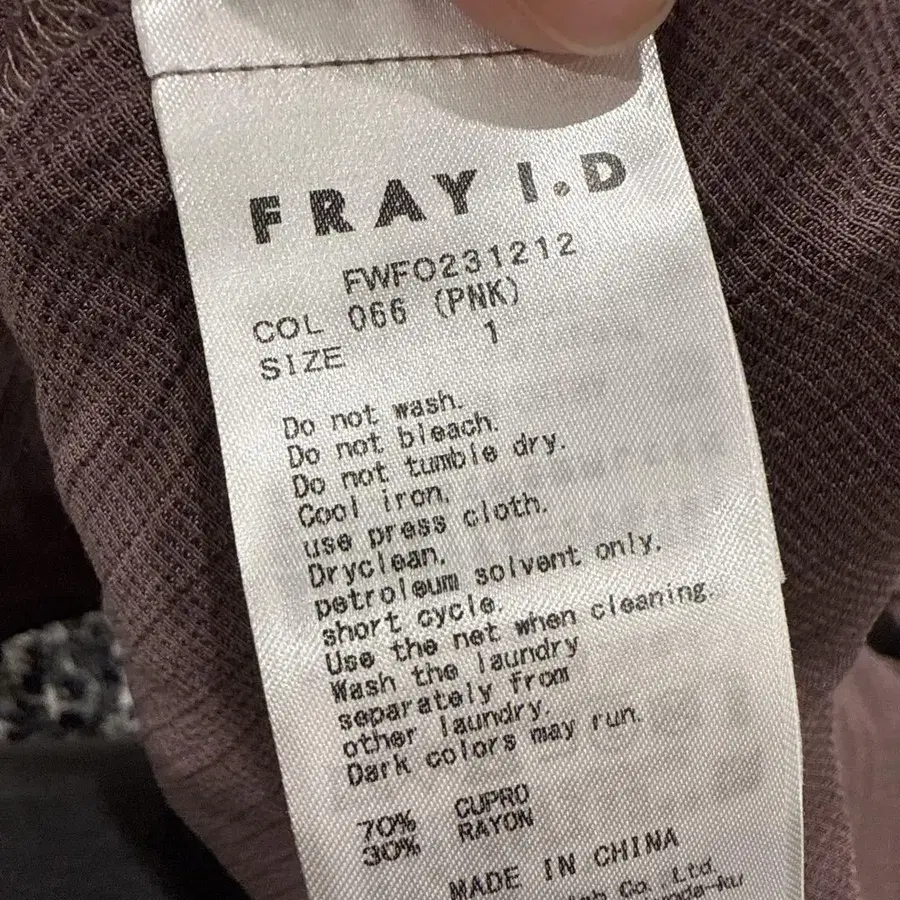 FRAY I.D
FWFO231212
COL 066 (PNK)
SIZE 1
Do not wash.
Do not bleach.
Do not tumble dry.
Cool iron.
use press cloth.
Dryclean.
petroleum solvent only.
short cycle.
Use the net when cleaning.
Wash the laundry
separately from
other laundry.
Dark colors may run.
70% CUPRO
30% RAYON
MADE IN CHINA
Co.,Ltd.